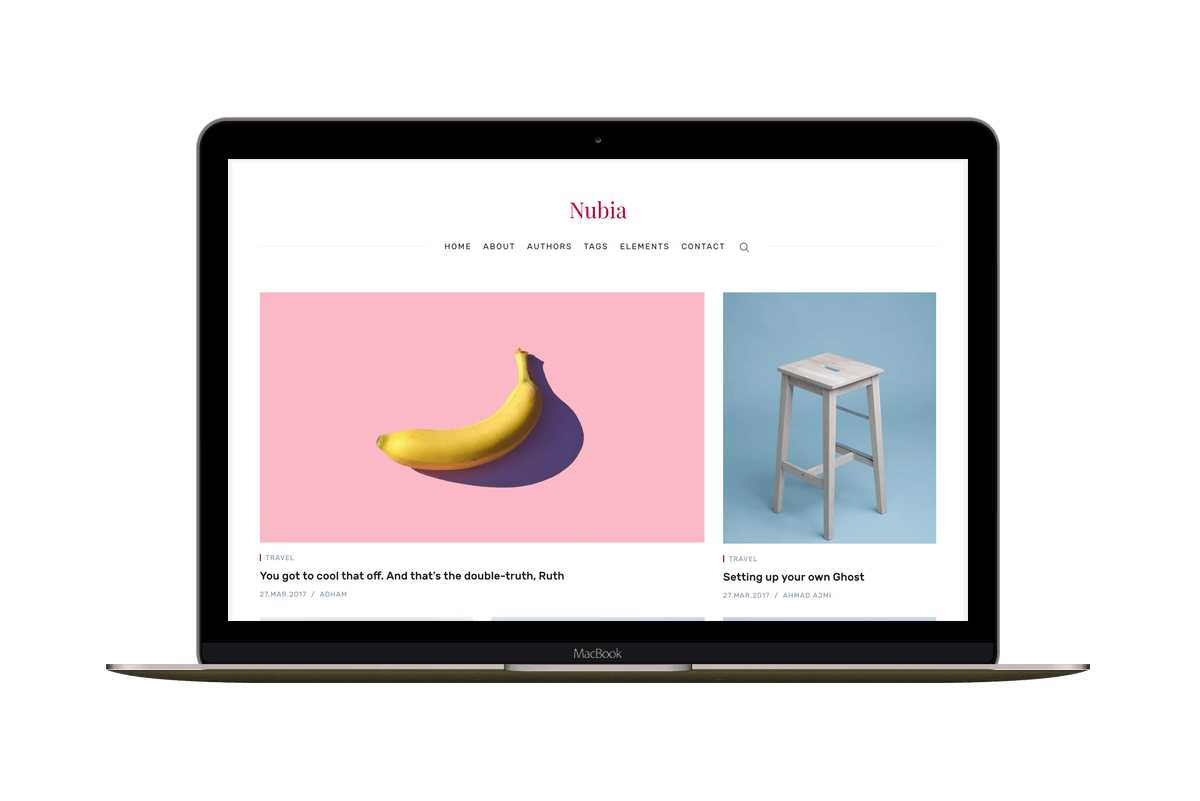 Nubia
HOME ABOUT AUTHORS TAGS ELEMENTS CONTACT
TRAVEL
You got to cool that off. And that's the double-truth, Ruth
27.MAR.2017 / ADHAM
TRAVEL
Setting up your own Ghost
27.MAR.2017 / AHMAD AJMI
MacBook